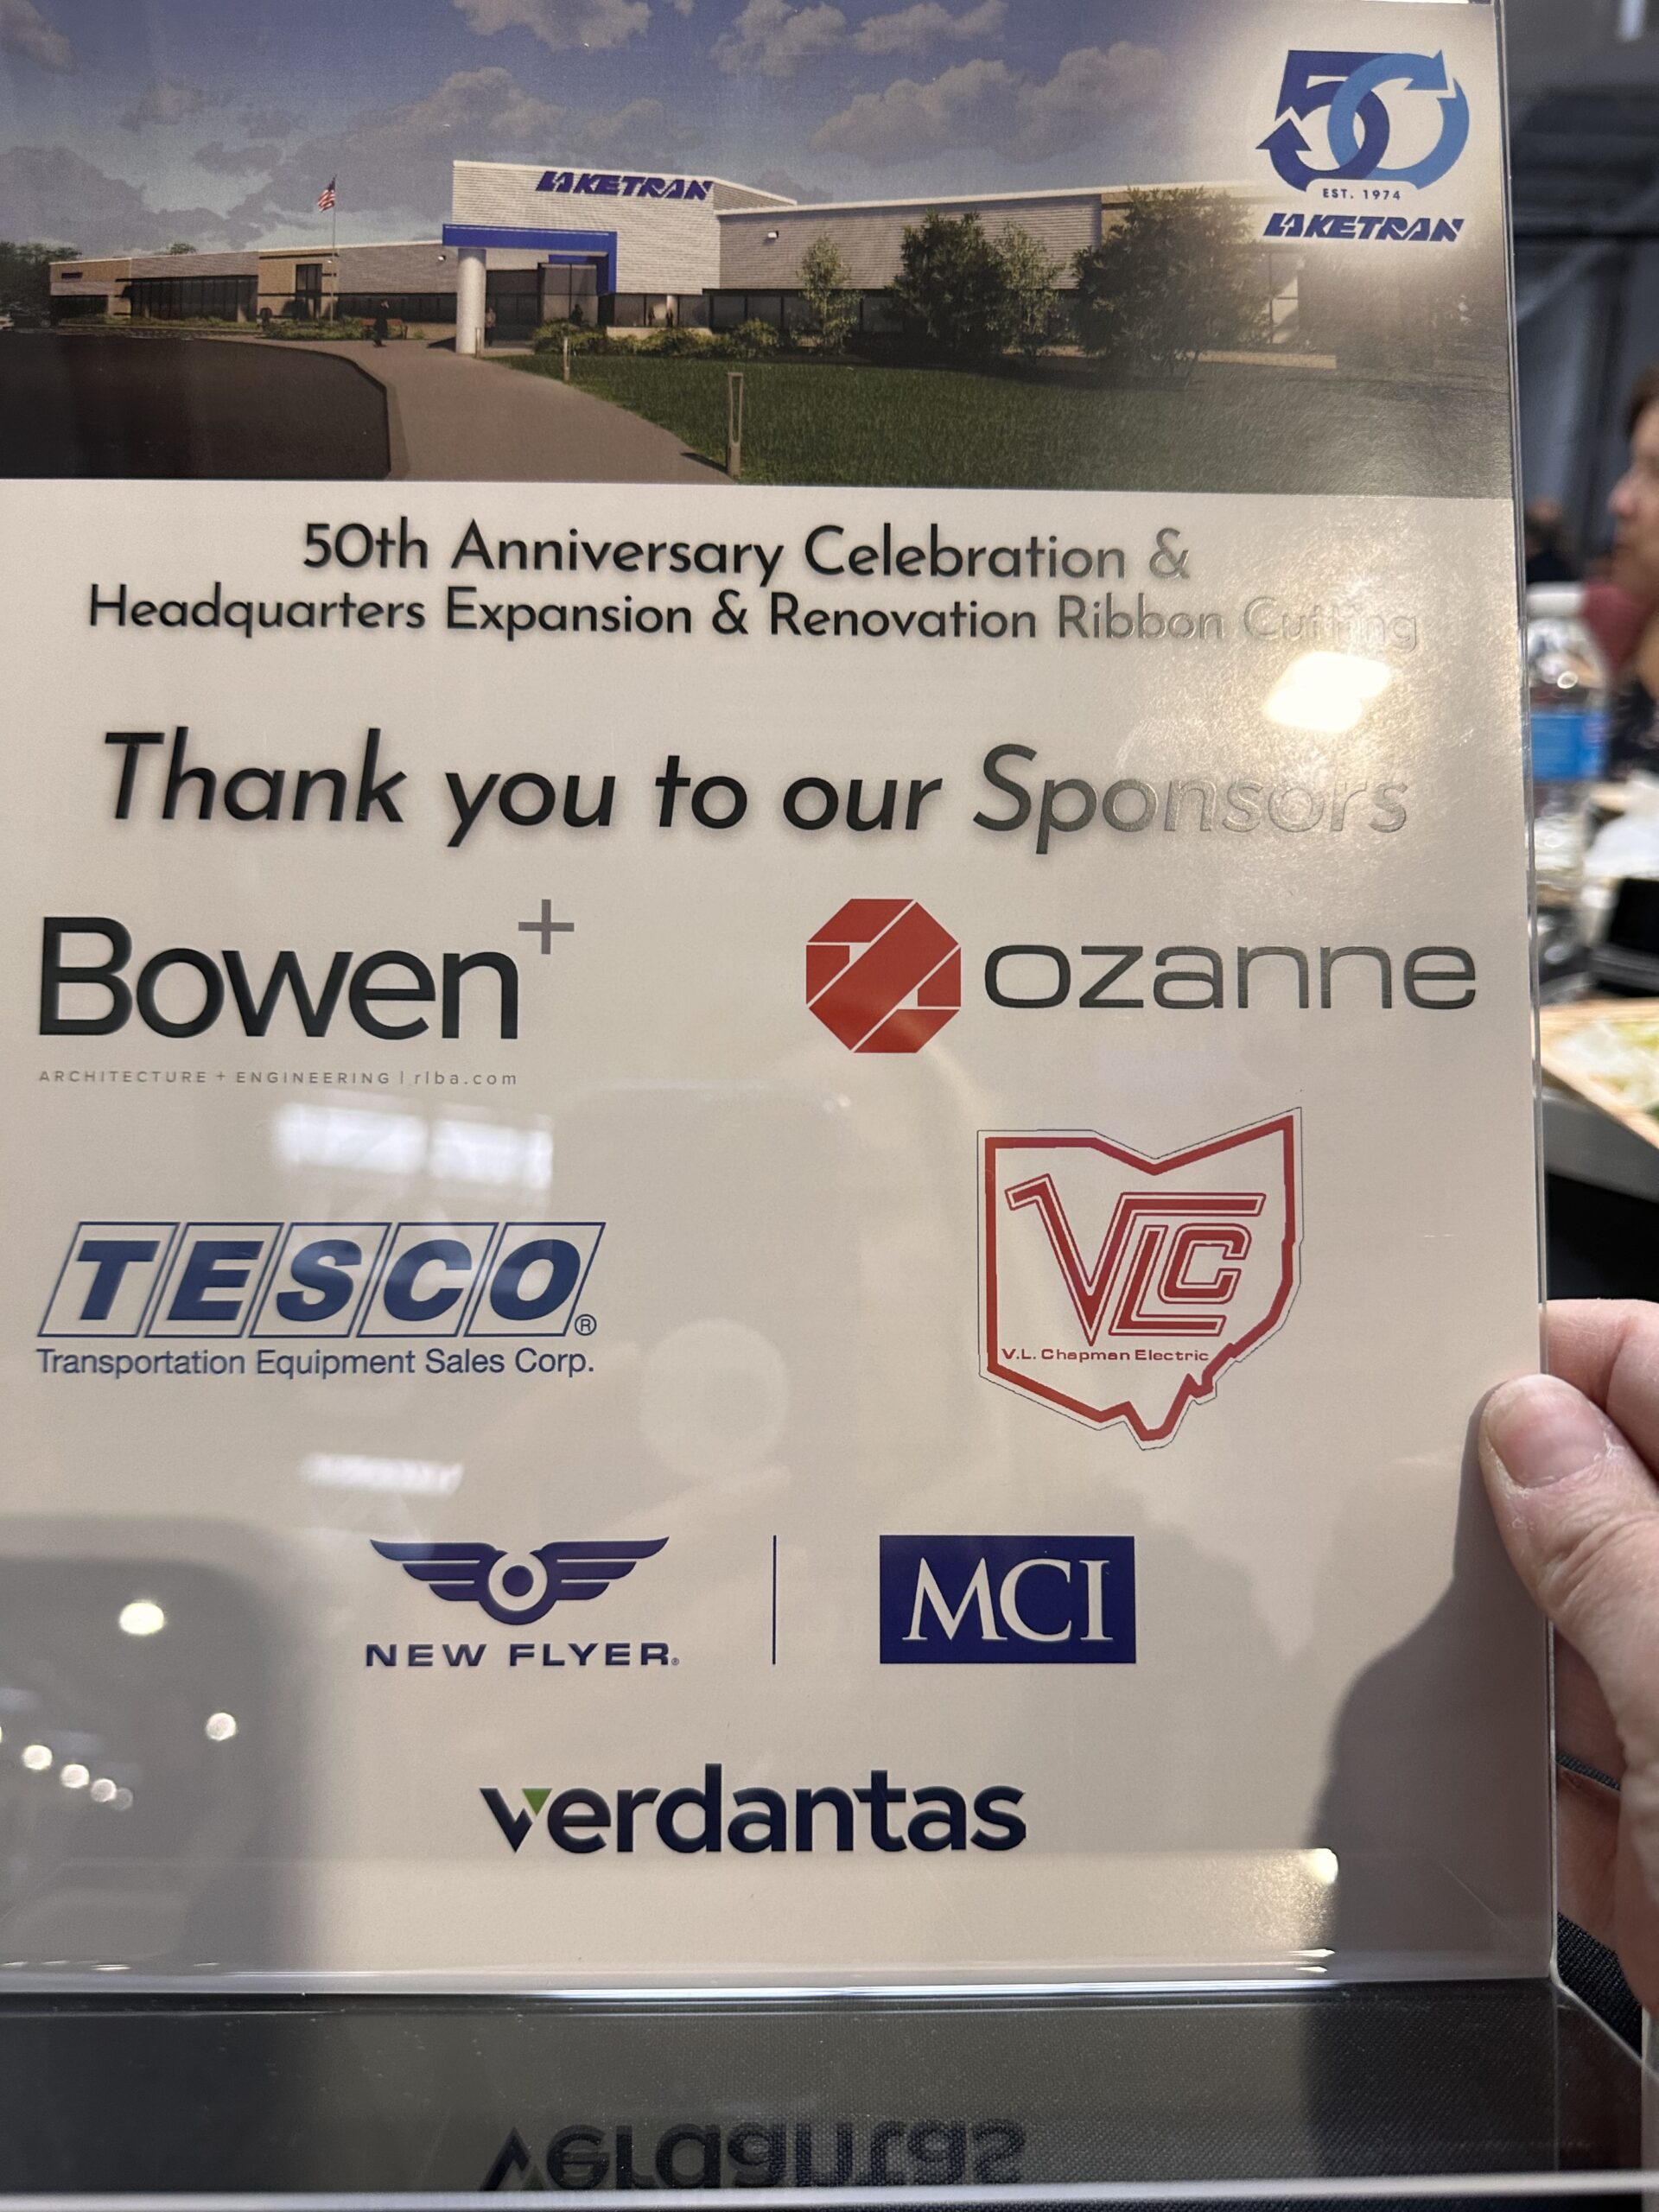 LAKETRAN
50
EST. 1974
LAKETRAN
50th Anniversary Celebration &
Headquarters Expansion & Renovation Ribbon Cutting
Thank you to our Sponsors
Bowen+
ARCHITECTURE + ENGINEERING | rlba.com
ozanne
TESCO®
Transportation Equipment Sales Corp.
VLC
V.L. Chapman Electric
NEW FLYER®
MCI
verdantas